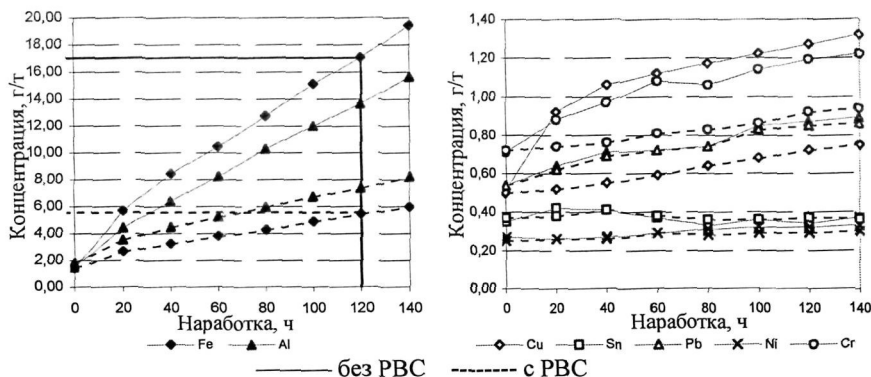 Концентрация, г/т
20,00
18,00
16,00
14,00
12,00
10,00
8,00
6,00
4,00
2,00
0,00
0 20 40 60 80 100 120 140
Наработка, ч
Fe Al
Концентрация, г/т
1,40
1,20
1,00
0,80
0,60
0,40
0,20
0,00
0 20 40 60 80 100 120 140
Наработка, ч
Cu Sn Pb Ni Cr
без РВС с РВС